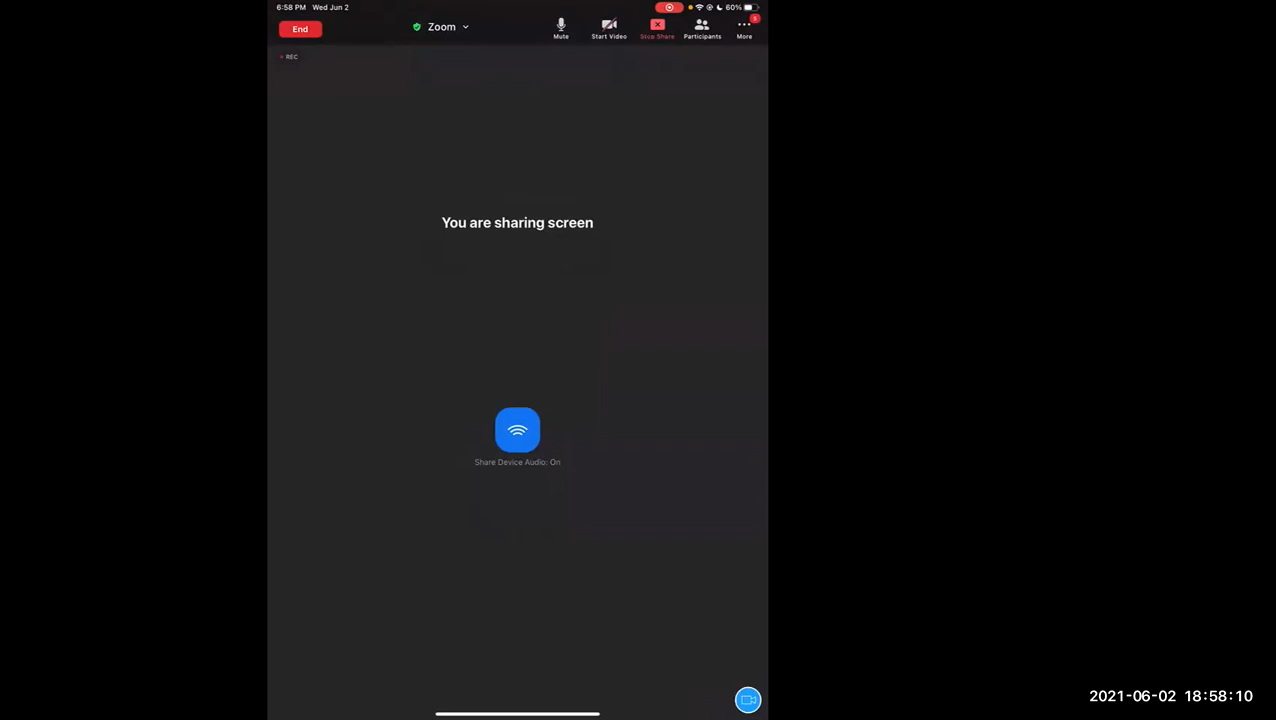 6:58 PM Wed Jun 2 60%
End Zoom Mute Start Video Stop Share Participants More 5
REC
You are sharing screen
Share Device Audio: On
2021-06-02 18:58:10